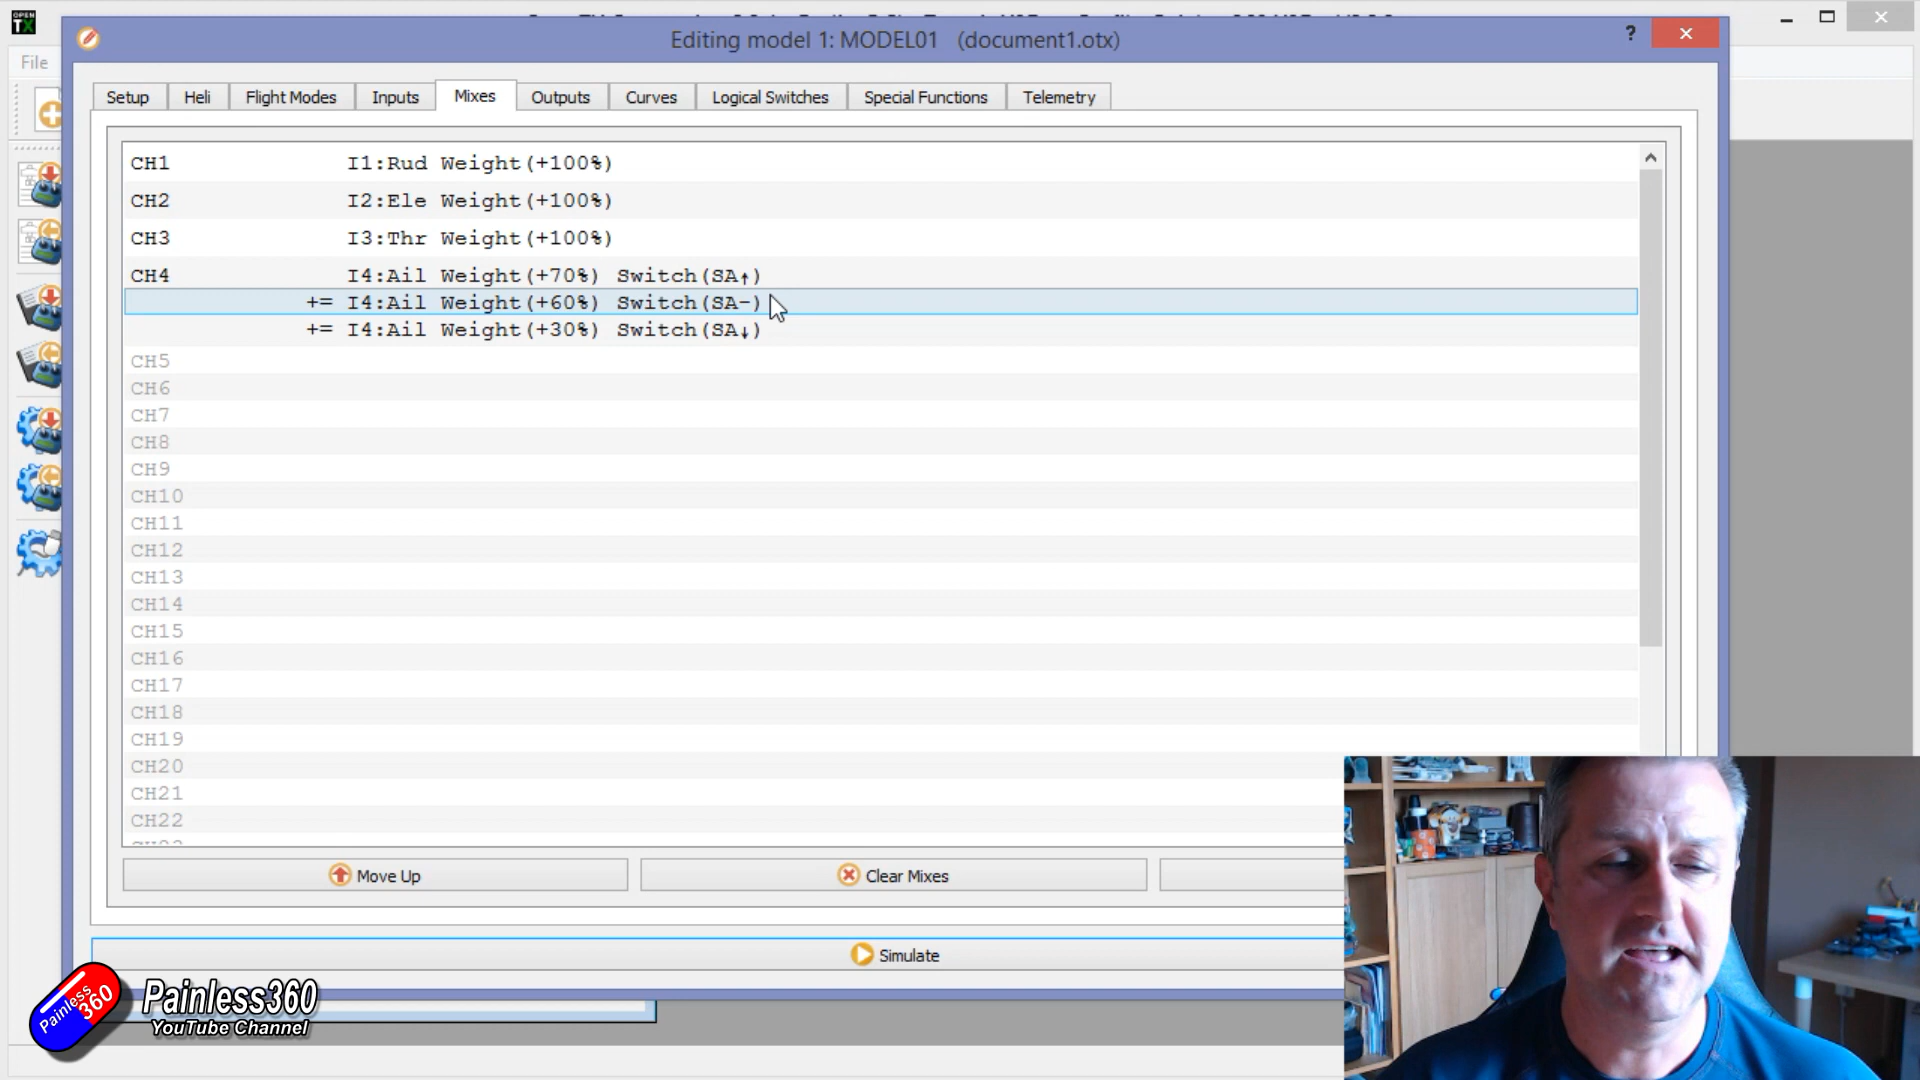 OPEN
TX
Editing model 1: MODEL01 (document1.otx)
?
File
Setup
Heli
Flight Modes
Inputs
Mixes
Outputs
Curves
Logical Switches
Special Functions
Telemetry
CH1 I1:Rud Weight(+100%)
CH2 I2:Ele Weight(+100%)
CH3 I3:Thr Weight(+100%)
CH4 I4:Ail Weight(+70%) Switch(SA↑)
+= I4:Ail Weight(+60%) Switch(SA-)
+= I4:Ail Weight(+30%) Switch(SA↓)
CH5
CH6
CH7
CH8
CH9
CH10
CH11
CH12
CH13
CH14
CH15
CH16
CH17
CH18
CH19
CH20
CH21
CH22
Move Up
Clear Mixes
Simulate
Painless
360
Painless360
YouTube Channel